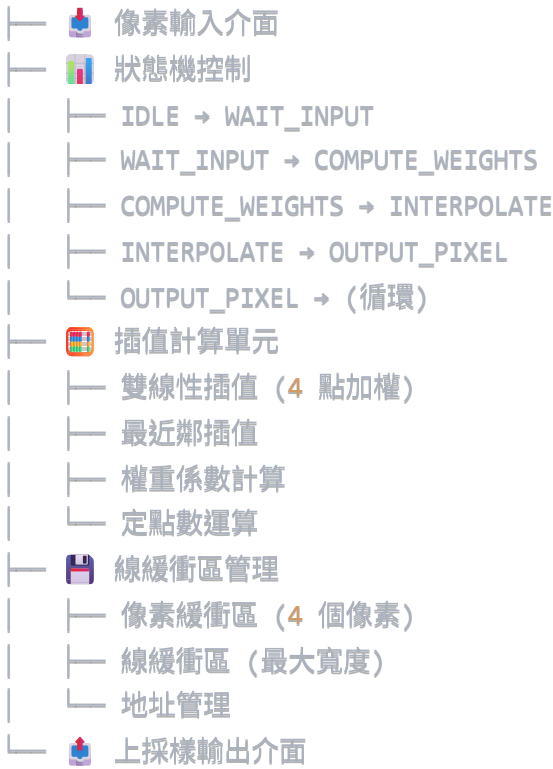 ├── 📥 像素輸入介面
├── 📊 狀態機控制
│   ├── IDLE → WAIT_INPUT
│   ├── WAIT_INPUT → COMPUTE_WEIGHTS
│   ├── COMPUTE_WEIGHTS → INTERPOLATE
│   ├── INTERPOLATE → OUTPUT_PIXEL
│   └── OUTPUT_PIXEL → (循環)
├── 🧮 插值計算單元
│   ├── 雙線性插值 (4 點加權)
│   ├── 最近鄰插值
│   ├── 權重係數計算
│   └── 定點數運算
├── 💾 線緩衝區管理
│   ├── 像素緩衝區 (4 個像素)
│   ├── 線緩衝區 (最大寬度)
│   └── 地址管理
└── 📤 上採樣輸出介面